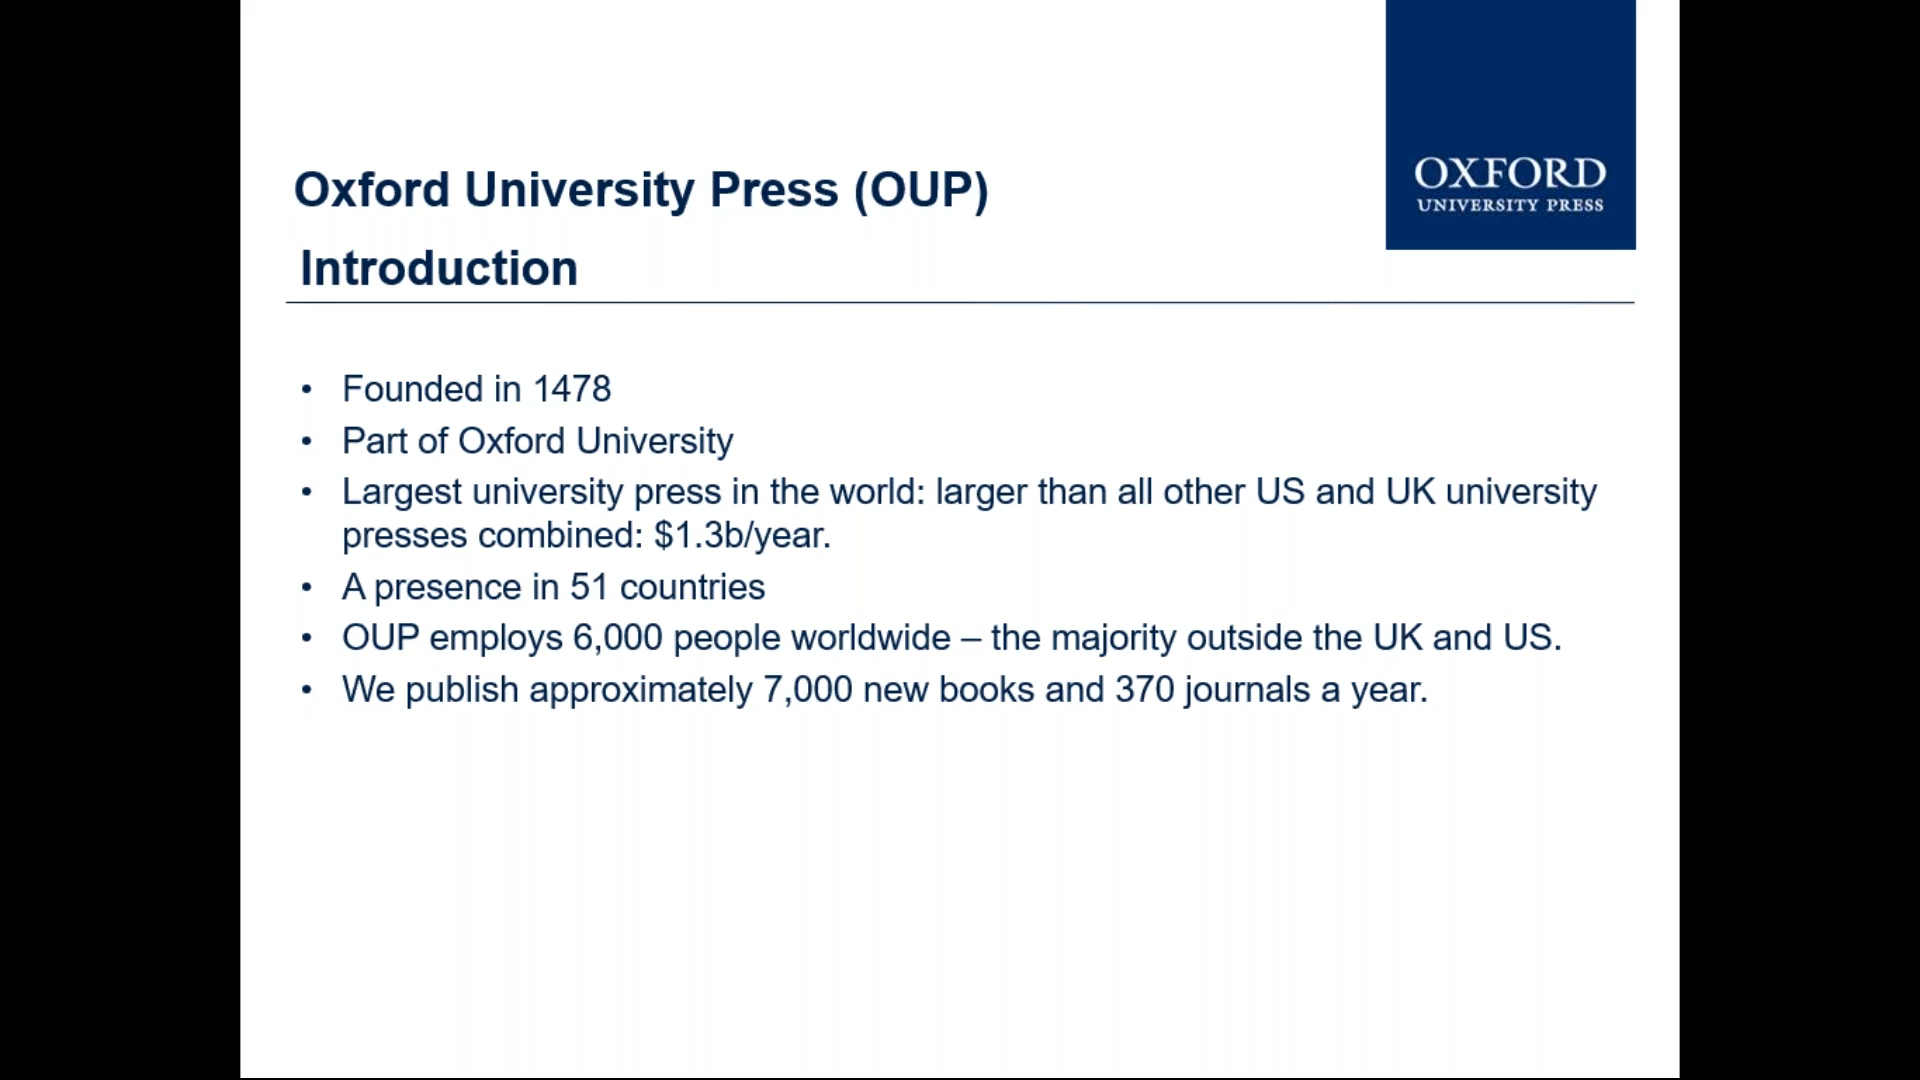 OXFORD
UNIVERSITY PRESS
Oxford University Press (OUP)
Introduction
• Founded in 1478
• Part of Oxford University
• Largest university press in the world: larger than all other US and UK university
presses combined: $1.3b/year.
• A presence in 51 countries
• OUP employs 6,000 people worldwide – the majority outside the UK and US.
• We publish approximately 7,000 new books and 370 journals a year.